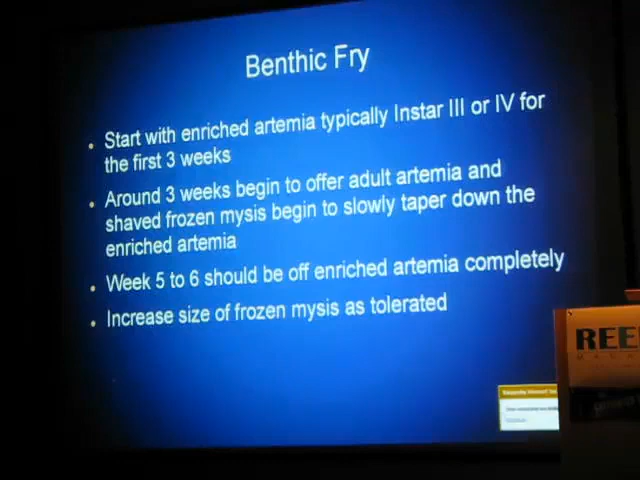 Benthic Fry
• Start with enriched artemia typically Instar III or IV for
the first 3 weeks
• Around 3 weeks begin to offer adult artemia and
shaved frozen mysis begin to slowly taper down the
enriched artemia
• Week 5 to 6 should be off enriched artemia completely
• Increase size of frozen mysis as tolerated
REE